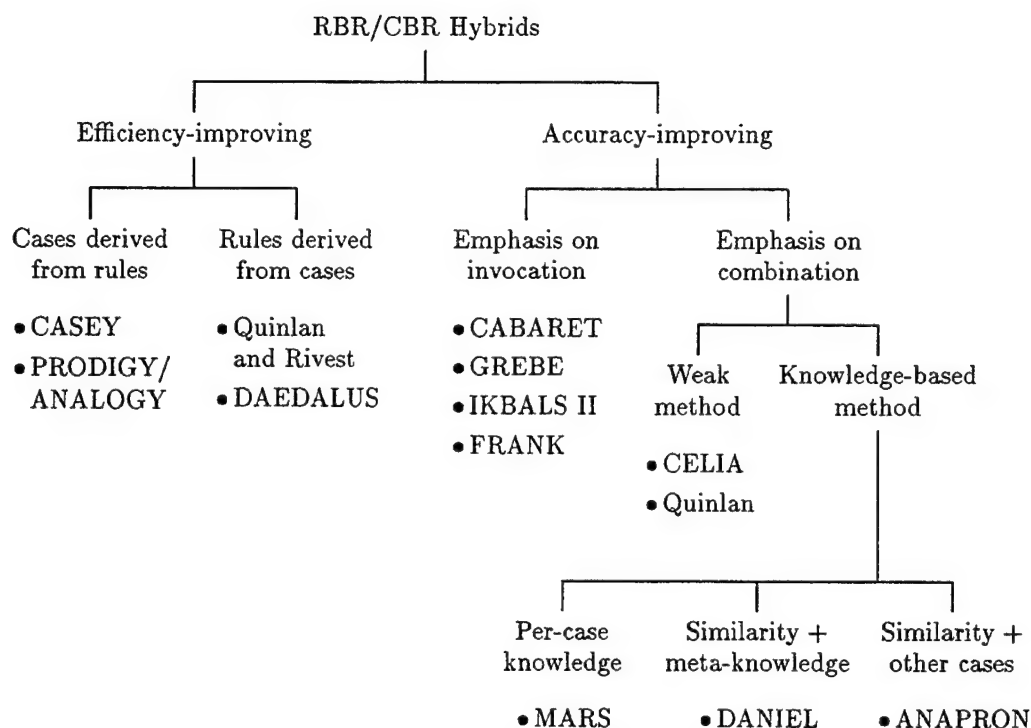 RBR/CBR Hybrids
Efficiency-improving
Accuracy-improving
Cases derived
from rules
• CASEY
• PRODIGY/
ANALOGY
Rules derived
from cases
• Quinlan
and Rivest
• DAEDALUS
Emphasis on
invocation
• CABARET
• GREBE
• IKBALS II
• FRANK
Emphasis on
combination
Weak
method
• CELIA
• Quinlan
Knowledge-based
method
Per-case
knowledge
• MARS
Similarity +
meta-knowledge
• DANIEL
Similarity +
other cases
• ANAPRON